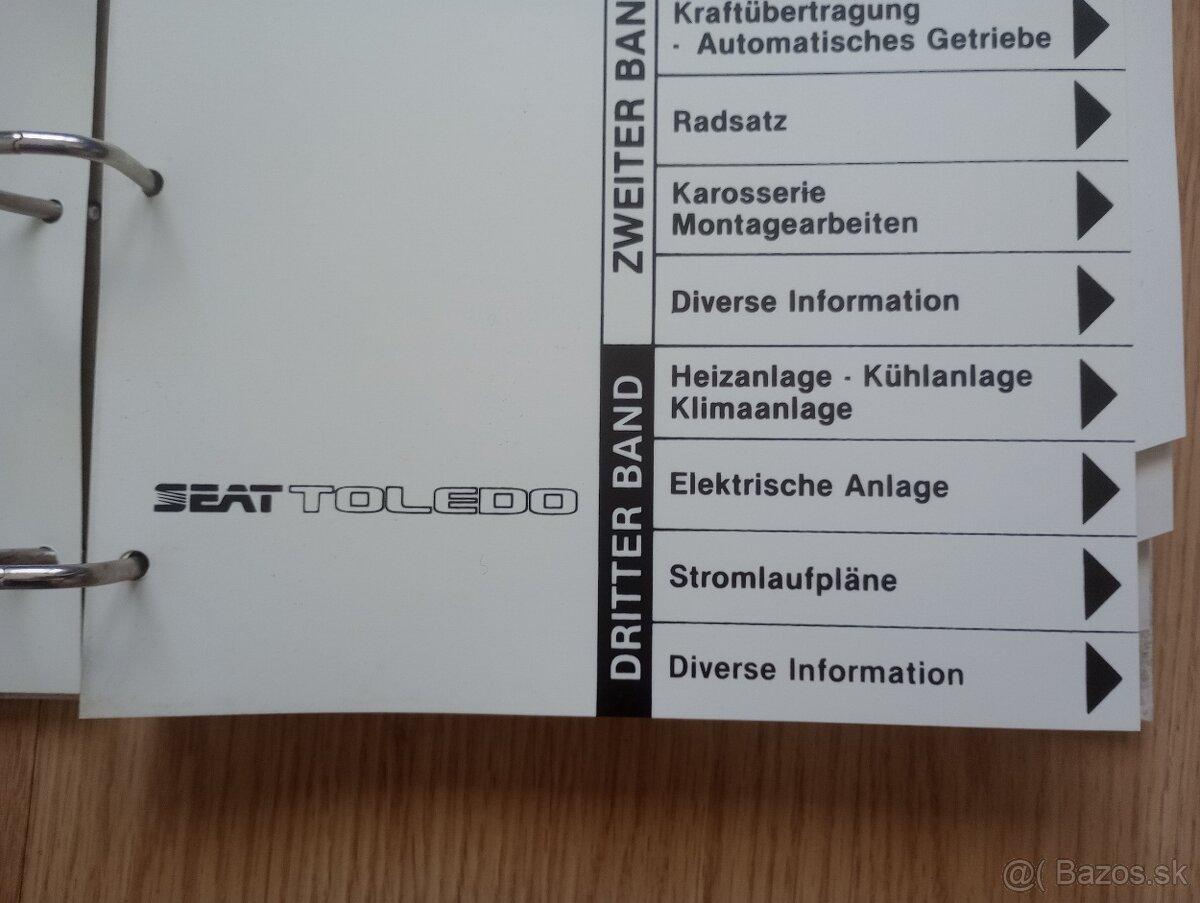 ZWEITER BAN
Kraftübertragung
- Automatisches Getriebe
Radsatz
Karosserie
Montagearbeiten
Diverse Information
DRITTER BAND
Heizanlage - Kühlanlage
Klimaanlage
Elektrische Anlage
Stromlaufpläne
Diverse Information
SEAT TOLEDO
@( Bazos.sk